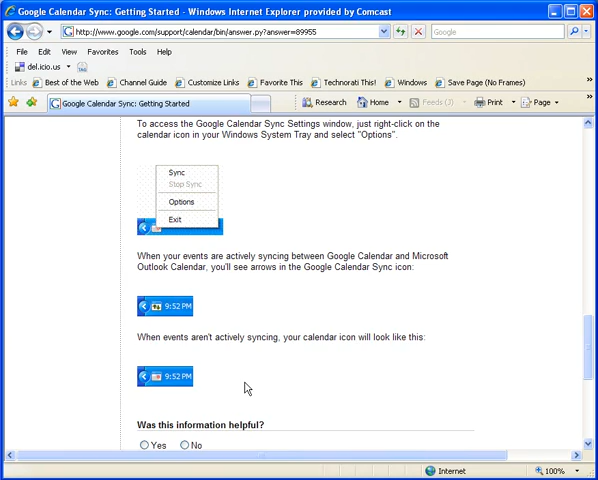 Google Calendar Sync: Getting Started - Windows Internet Explorer provided by Comcast
http://www.google.com/support/calendar/bin/answer.py?answer=89955
Google
File Edit View Favorites Tools Help
del.icio.us TAG
Links Best of the Web Channel Guide Customize Links Favorite This Technorati This! Windows Save Page (No Frames)
Google Calendar Sync: Getting Started
Research Home Feeds (J) Print Page
To access the Google Calendar Sync Settings window, just right-click on the
calendar icon in your Windows System Tray and select "Options".
Sync
Stop Sync
Options
Exit
When your events are actively syncing between Google Calendar and Microsoft
Outlook Calendar, you'll see arrows in the Google Calendar Sync icon:
9:52 PM
When events aren't actively syncing, your calendar icon will look like this:
9:52 PM
Was this information helpful?
Yes No
Internet 100%